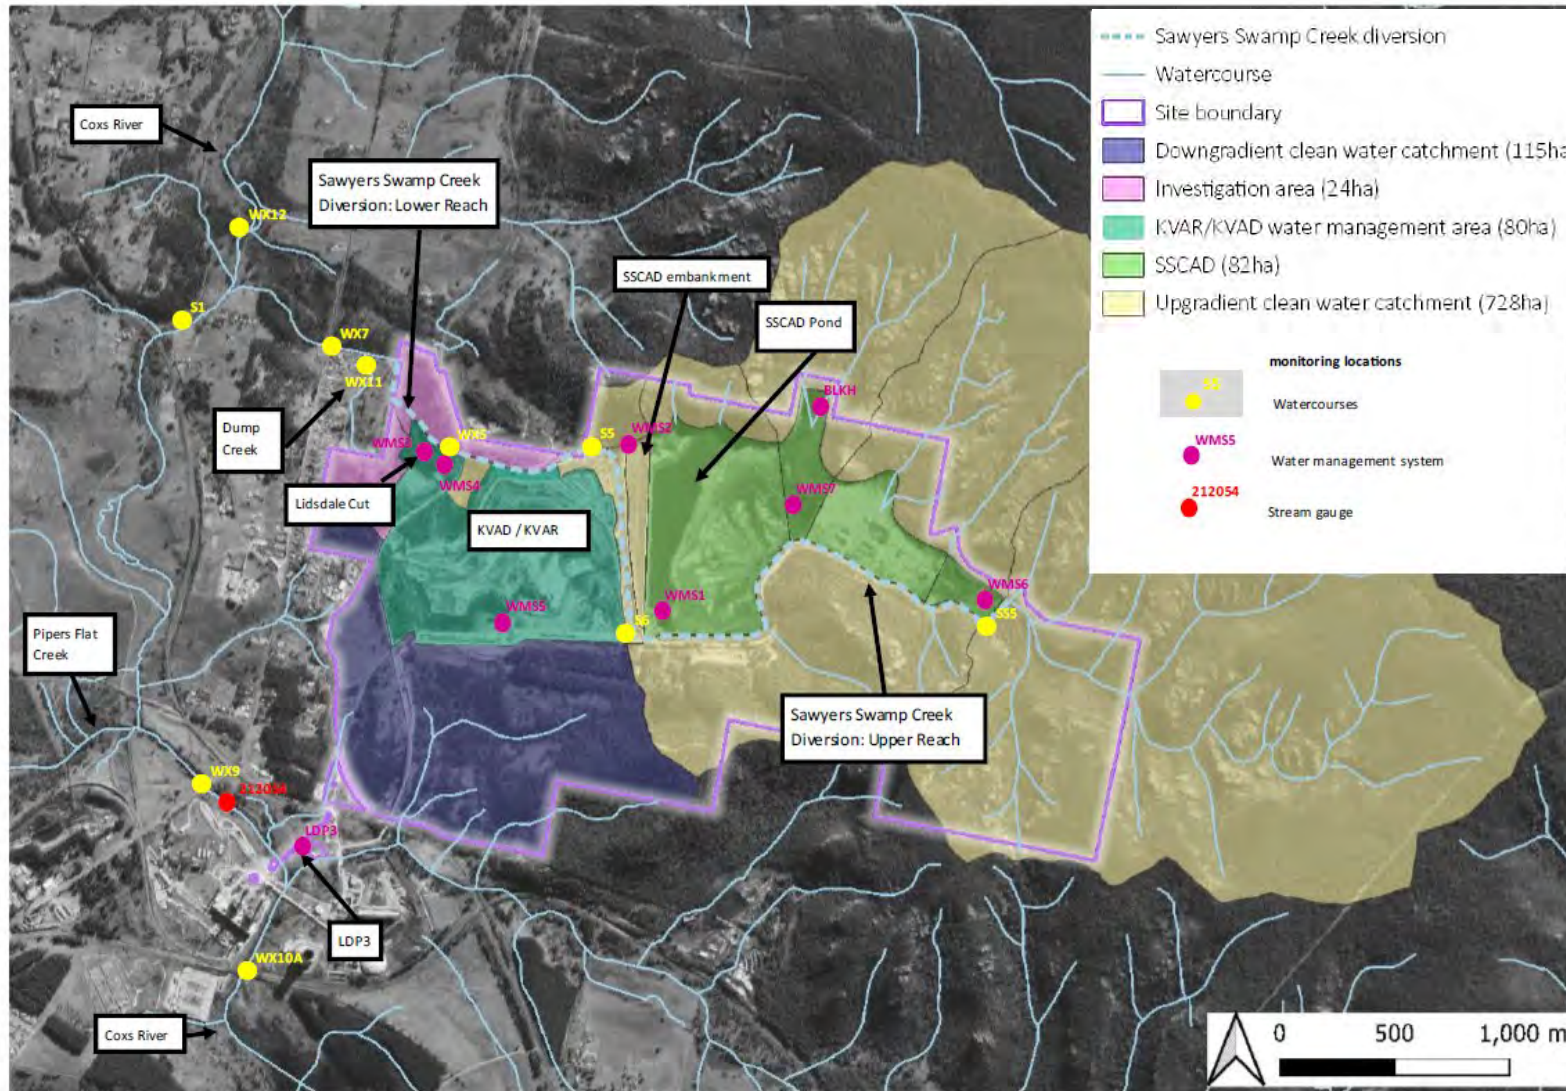 Sawyers Swamp Creek diversion
Watercourse
Site boundary
Downgradient clean water catchment (115ha
Investigation area (24ha)
KVAR/KVAD water management area (80ha)
SSCAD (82ha)
Upgradient clean water catchment (728ha)
monitoring locations
S5
Watercourses
WMS5
Water management system
212054
Stream gauge
Coxs River
Sawyers Swamp Creek
Diversion: Lower Reach
WX12
SSCAD embankment
SSCAD Pond
S1
WX7
WX11
BLKH
Dump
Creek
WMS3
WX5
S5
WMS2
WMS4
Lidsdale Cut
WMS7
KVAD / KVAR
WMS5
WMS1
WMS6
S6
SS5
Pipers Flat
Creek
Sawyers Swamp Creek
Diversion: Upper Reach
WX9
LDP3
LDP3
WX10A
Coxs River
0 500 1,000 m